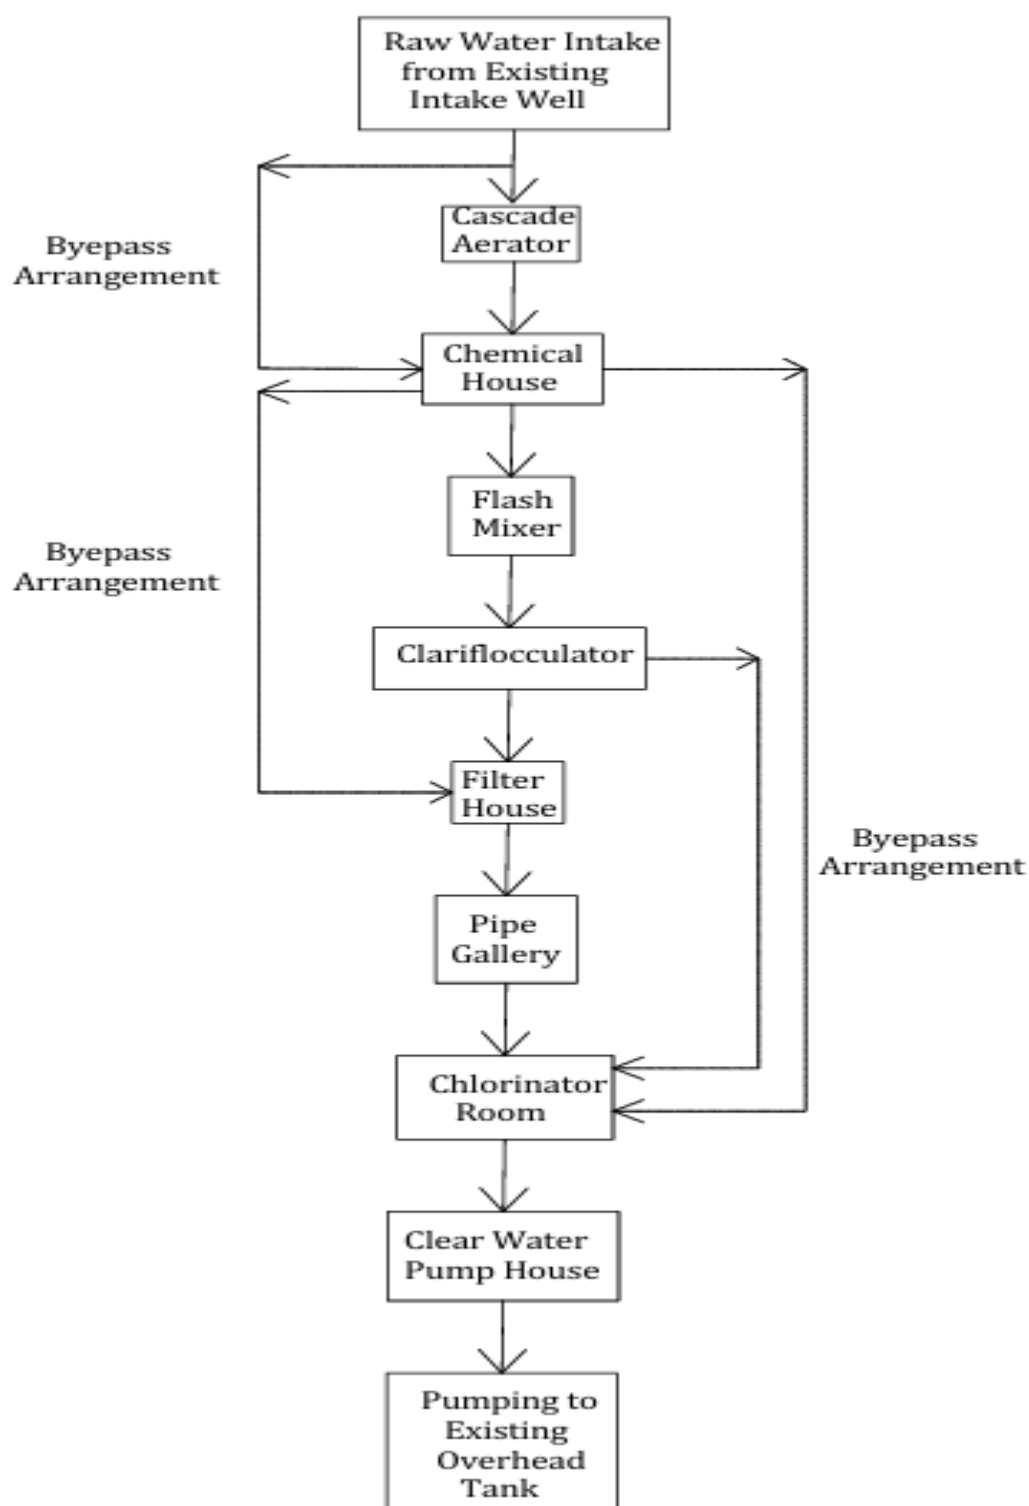 Raw Water Intake
from Existing
Intake Well
Cascade
Aerator
Byepass
Arrangement
Chemical
House
Flash
Mixer
Byepass
Arrangement
Clariflocculator
Filter
House
Byepass
Arrangement
Pipe
Gallery
Chlorinator
Room
Clear Water
Pump House
Pumping to
Existing
Overhead
Tank